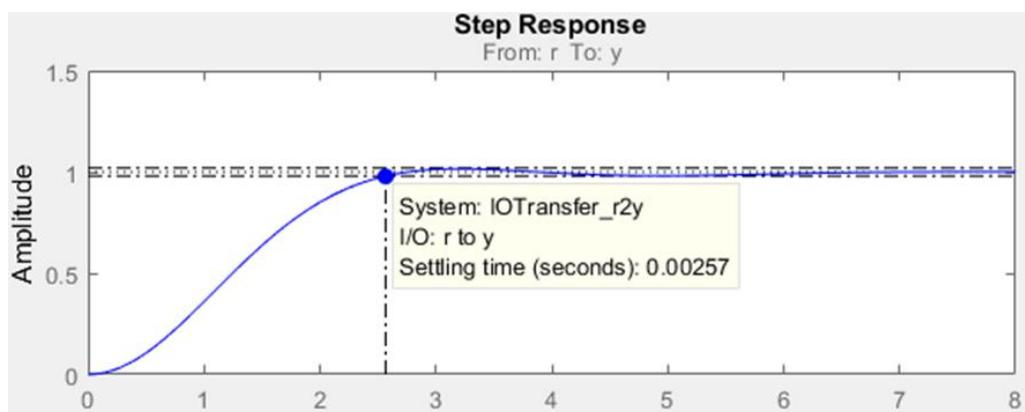 Step Response
From: r To: y
Amplitude
1.5
1
0.5
0
System: IOTransfer_r2y
I/O: r to y
Settling time (seconds): 0.00257
0 1 2 3 4 5 6 7 8